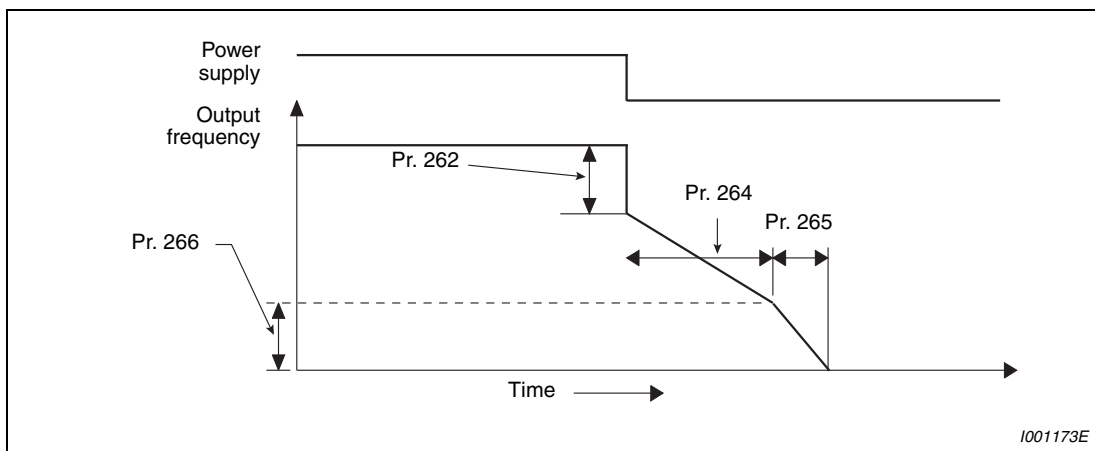 Power
supply
Output
frequency
Pr. 262
Pr. 264
Pr. 265
Pr. 266
Time
I001173E